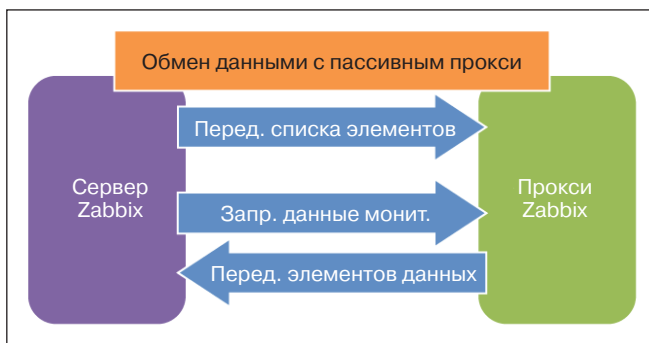 Обмен данными с пассивным прокси
Перед. списка элементов
Сервер
Zabbix
Запр. данные монит.
Прокси
Zabbix
Перед. элементов данных